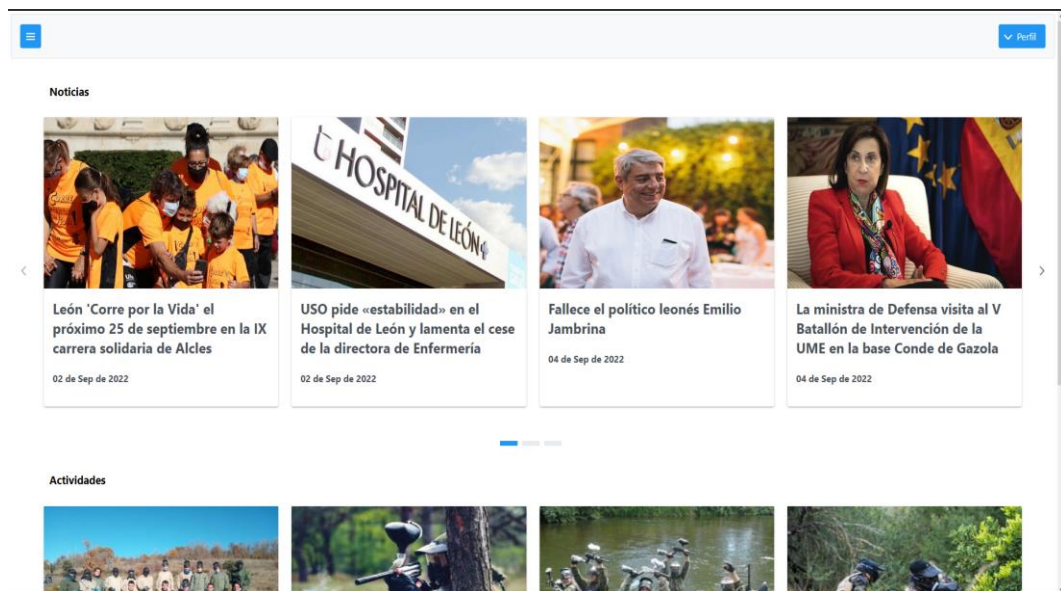 Perfil
Noticias
HOSPITAL DE LEÓN
León 'Corre por la Vida' el
próximo 25 de septiembre en la IX
carrera solidaria de Alcles
02 de Sep de 2022
USO pide «estabilidad» en el
Hospital de León y lamenta el cese
de la directora de Enfermería
02 de Sep de 2022
Fallece el político leonés Emilio
Jambrina
04 de Sep de 2022
La ministra de Defensa visita al V
Batallón de Intervención de la
UME en la base Conde de Gazola
04 de Sep de 2022
Actividades